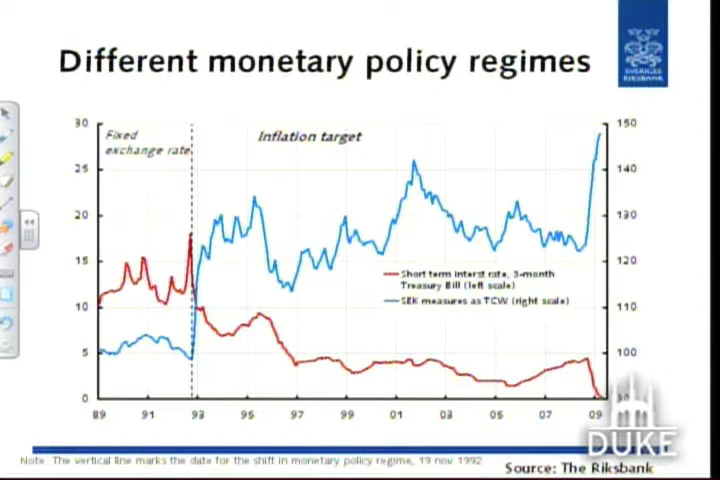 Different monetary policy regimes
SVERIGES
RIKSBANK
30
25
20
15
10
5
0
Fixed
exchange rate
Inflation target
150
140
130
120
110
100
Short term interst rate, 3-month
Treasury Bill (left scale)
SEK measures as TCW (right scale)
89 91 93 95 97 99 01 03 05 07 09
DUKE
Note. The vertical line marks the date for the shift in monetary policy regime, 19 nov 1992
Source: The Riksbank